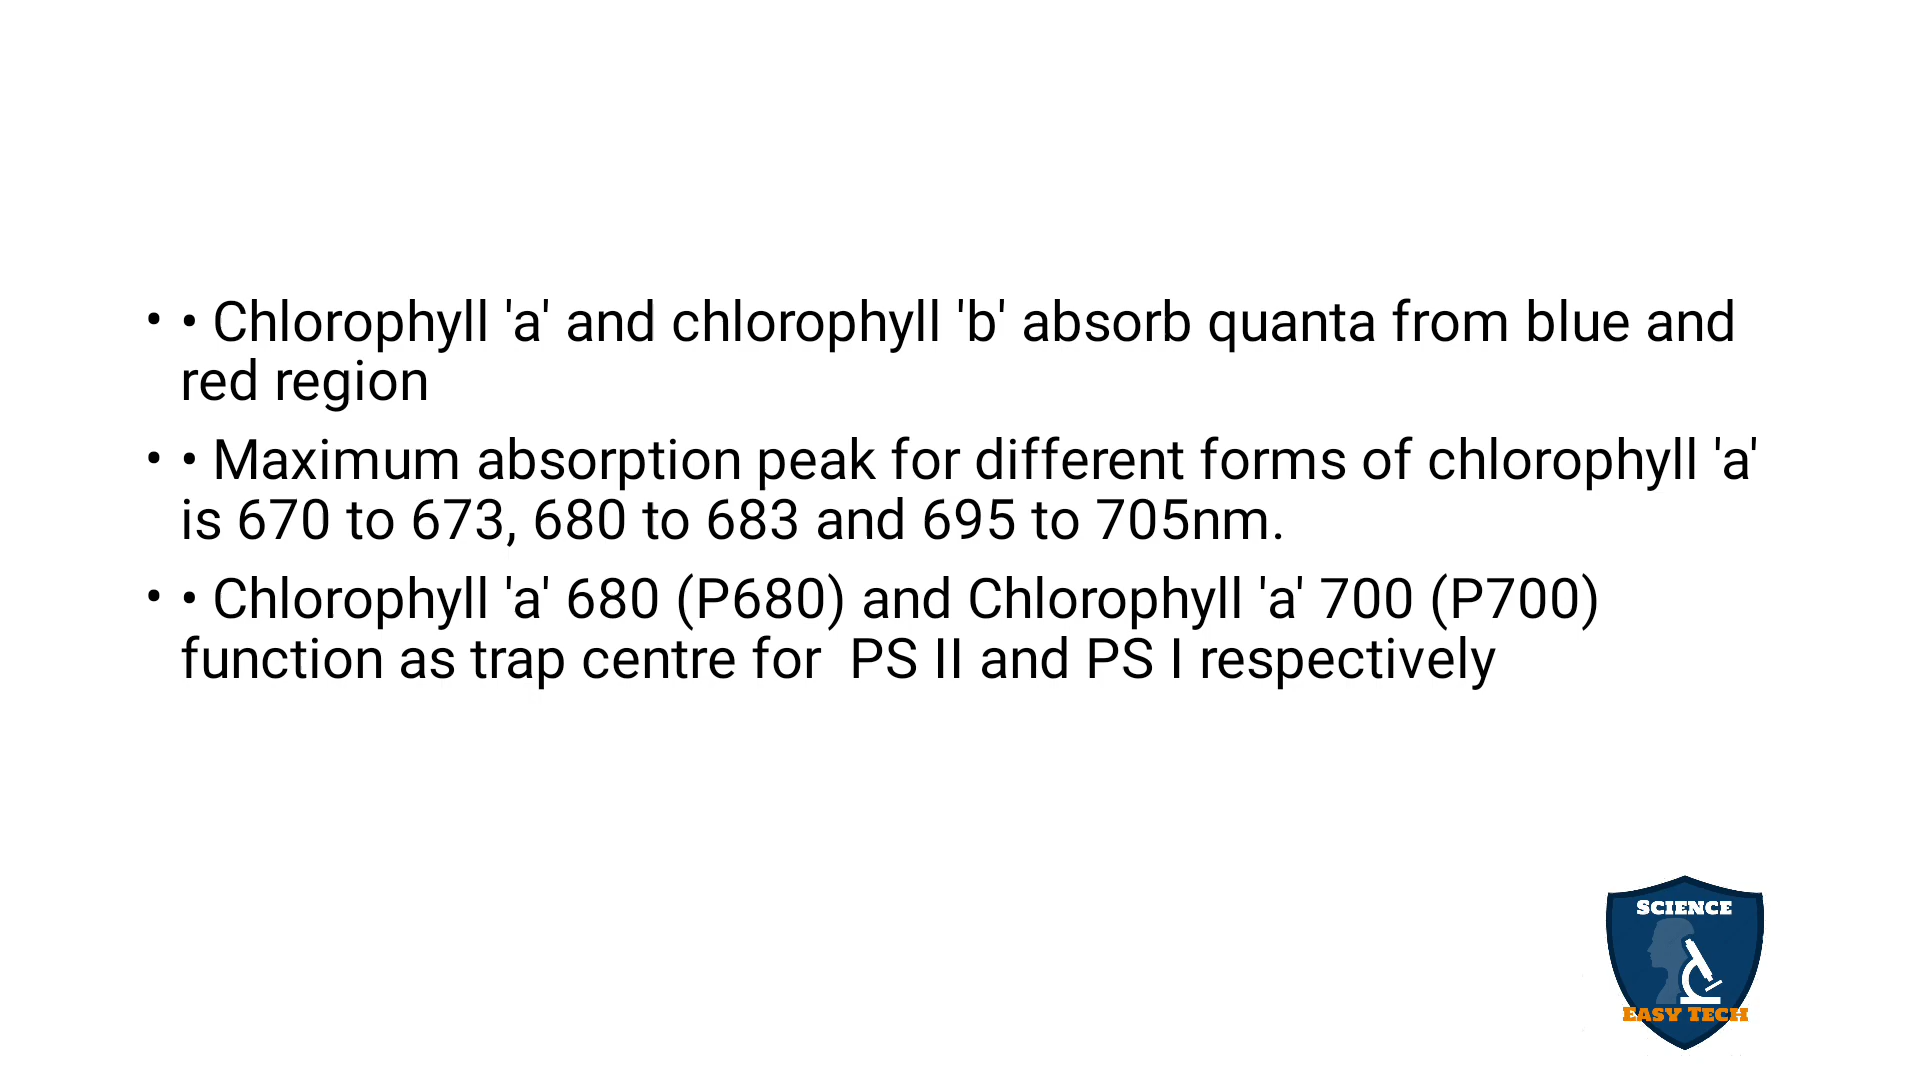 • • Chlorophyll 'a' and chlorophyll 'b' absorb quanta from blue and
red region
• • Maximum absorption peak for different forms of chlorophyll 'a'
is 670 to 673, 680 to 683 and 695 to 705nm.
• • Chlorophyll 'a' 680 (P680) and Chlorophyll 'a' 700 (P700)
function as trap centre for  PS II and PS I respectively
SCIENCE
EASY TECH